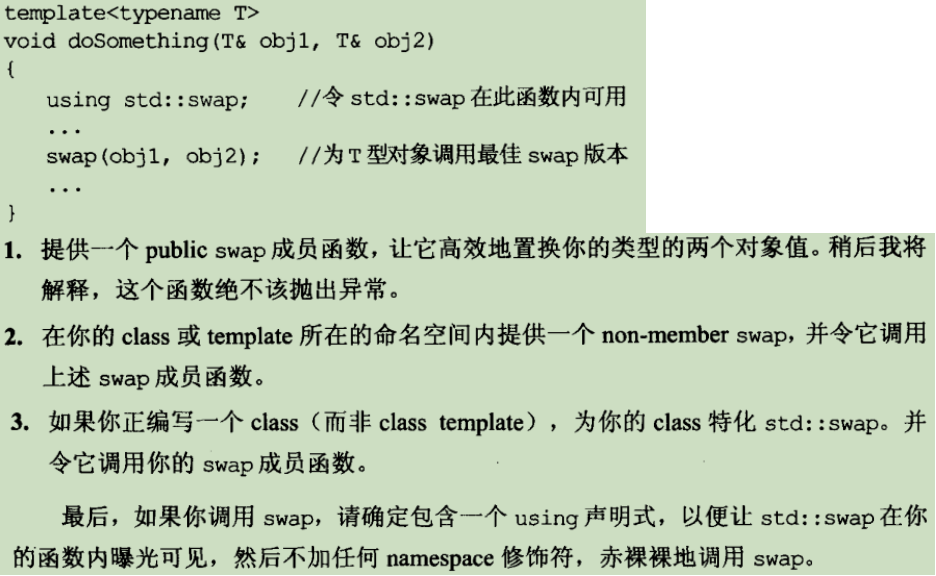 template<typename T>
void doSomething(T& obj1, T& obj2)
{
using std::swap; //令 std::swap 在此函数内可用
...
swap(obj1, obj2); //为 T 型对象调用最佳 swap 版本
...
}
1. 提供一个 public swap 成员函数，让它高效地置换你的类型的两个对象值。稍后我将
解释，这个函数绝不该抛出异常。
2. 在你的 class 或 template 所在的命名空间内提供一个 non-member swap，并令它调用
上述 swap 成员函数。
3. 如果你正编写一个 class（而非 class template），为你的 class 特化 std::swap。并
令它调用你的 swap 成员函数。
最后，如果你调用 swap，请确定包含一个 using 声明式，以便让 std::swap 在你
的函数内曝光可见，然后不加任何 namespace 修饰符，赤裸裸地调用 swap。